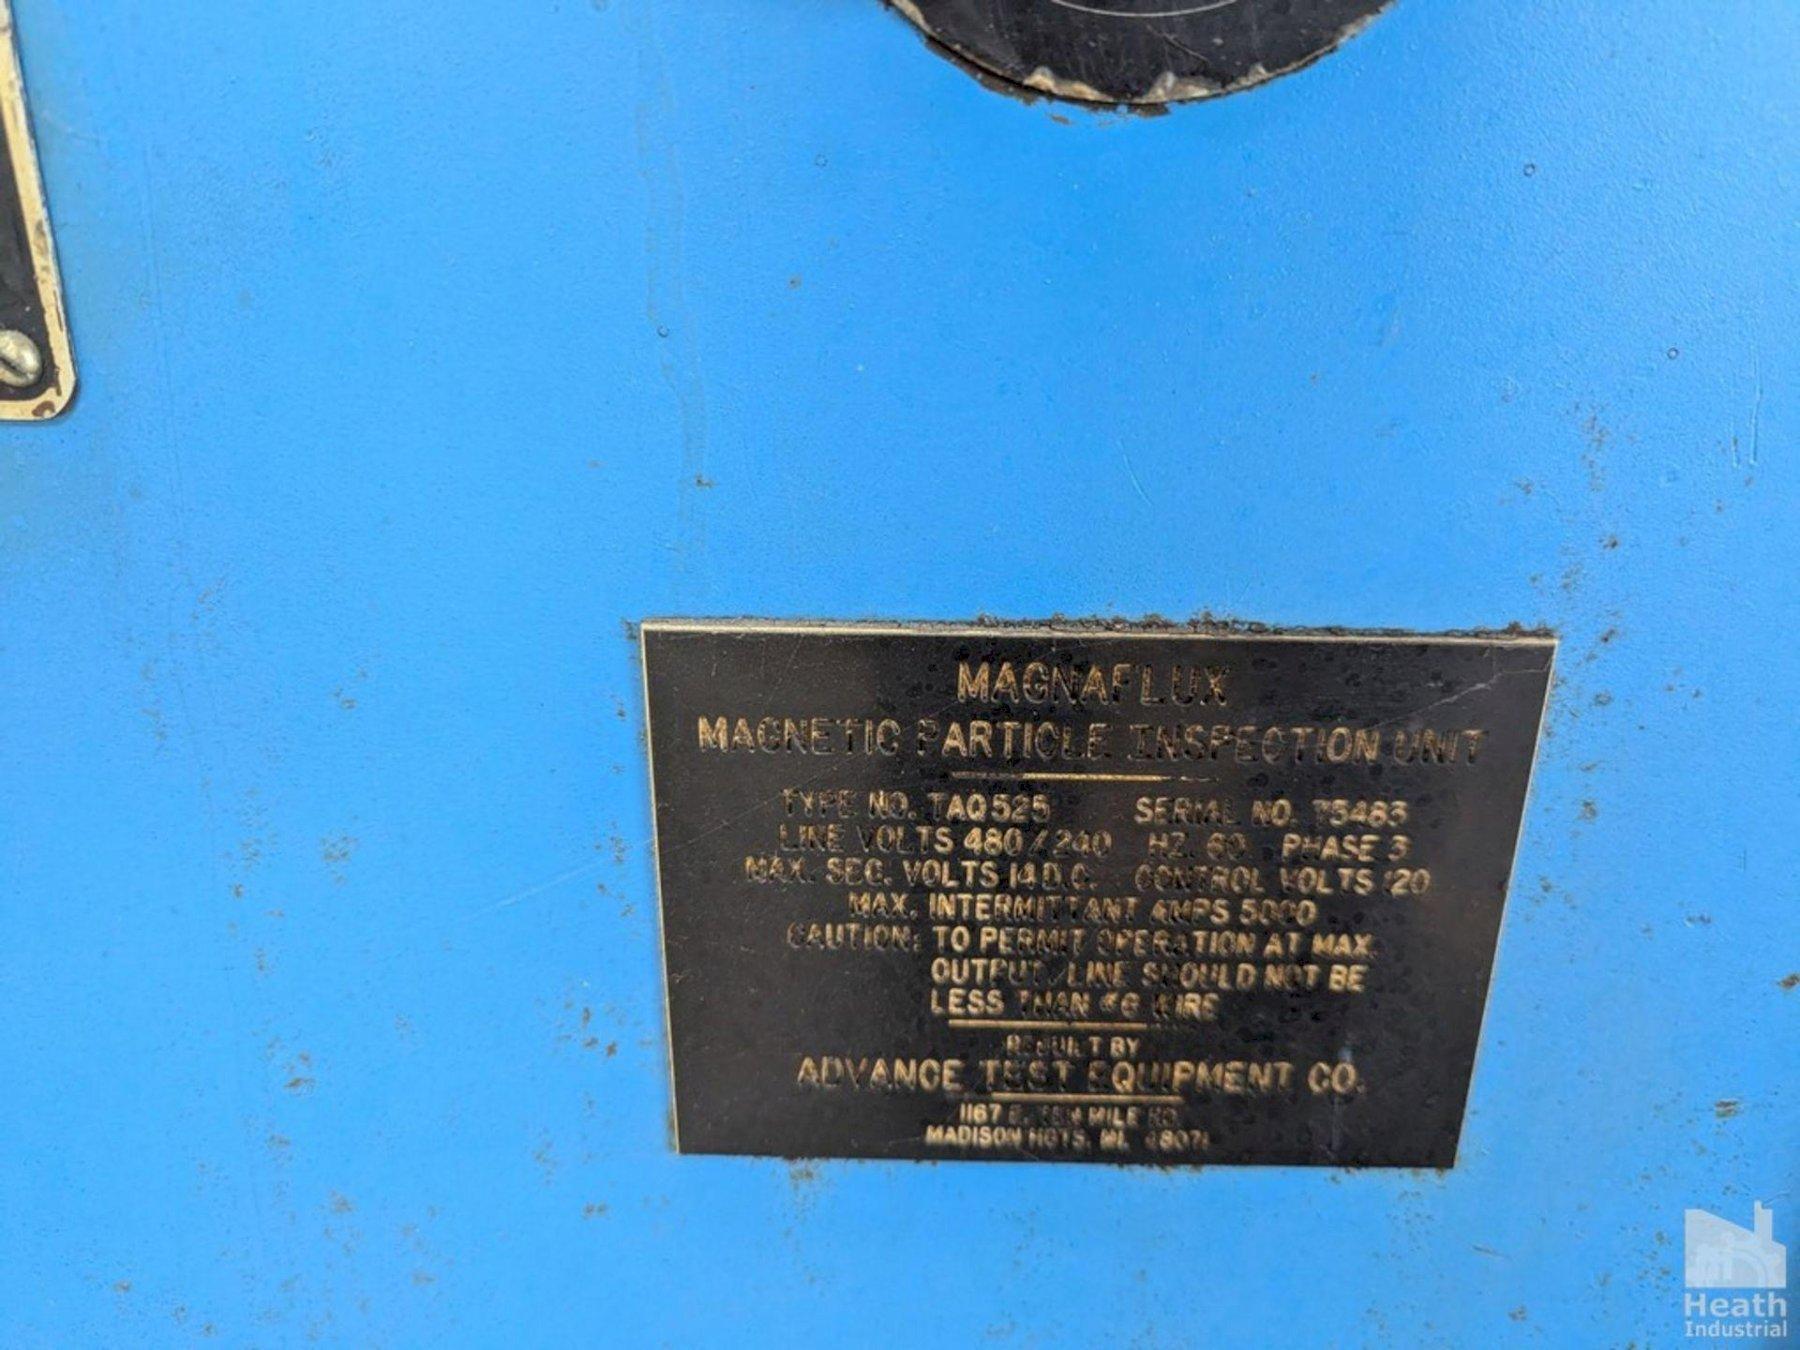 MAGNAFLUX
MAGNETIC PARTICLE INSPECTION UNIT
TYPE NO. TAQ525 SERIAL NO. 75483
LINE VOLTS 480/240 HZ. 60 PHASE 3
MAX. SEC. VOLTS 14 D.C. CONTROL VOLTS 120
MAX. INTERMITTANT AMPS 5000
CAUTION: TO PERMIT OPERATION AT MAX.
OUTPUT, LINE SHOULD NOT BE
LESS THAN #6 WIRE
REBUILT BY
ADVANCE TEST EQUIPMENT CO.
1167 E. TEN MILE RD.
MADISON HGTS. MI. 48071
Heath
Industrial